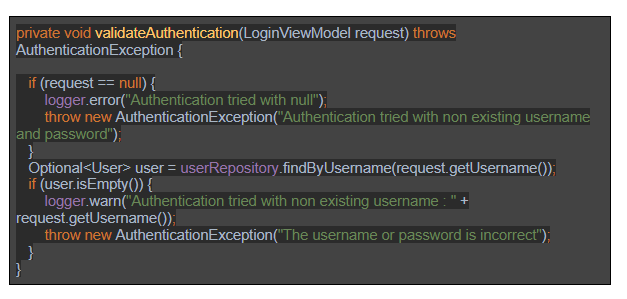 private void validateAuthentication(LoginViewModel request) throws
AuthenticationException {
if (request == null) {
logger.error("Authentication tried with null");
throw new AuthenticationException("Authentication tried with non existing username
and password");
}
Optional<User> user = userRepository.findByUsername(request.getUsername());
if (user.isEmpty()) {
logger.warn("Authentication tried with non existing username : " +
request.getUsername());
throw new AuthenticationException("The username or password is incorrect");
}
}